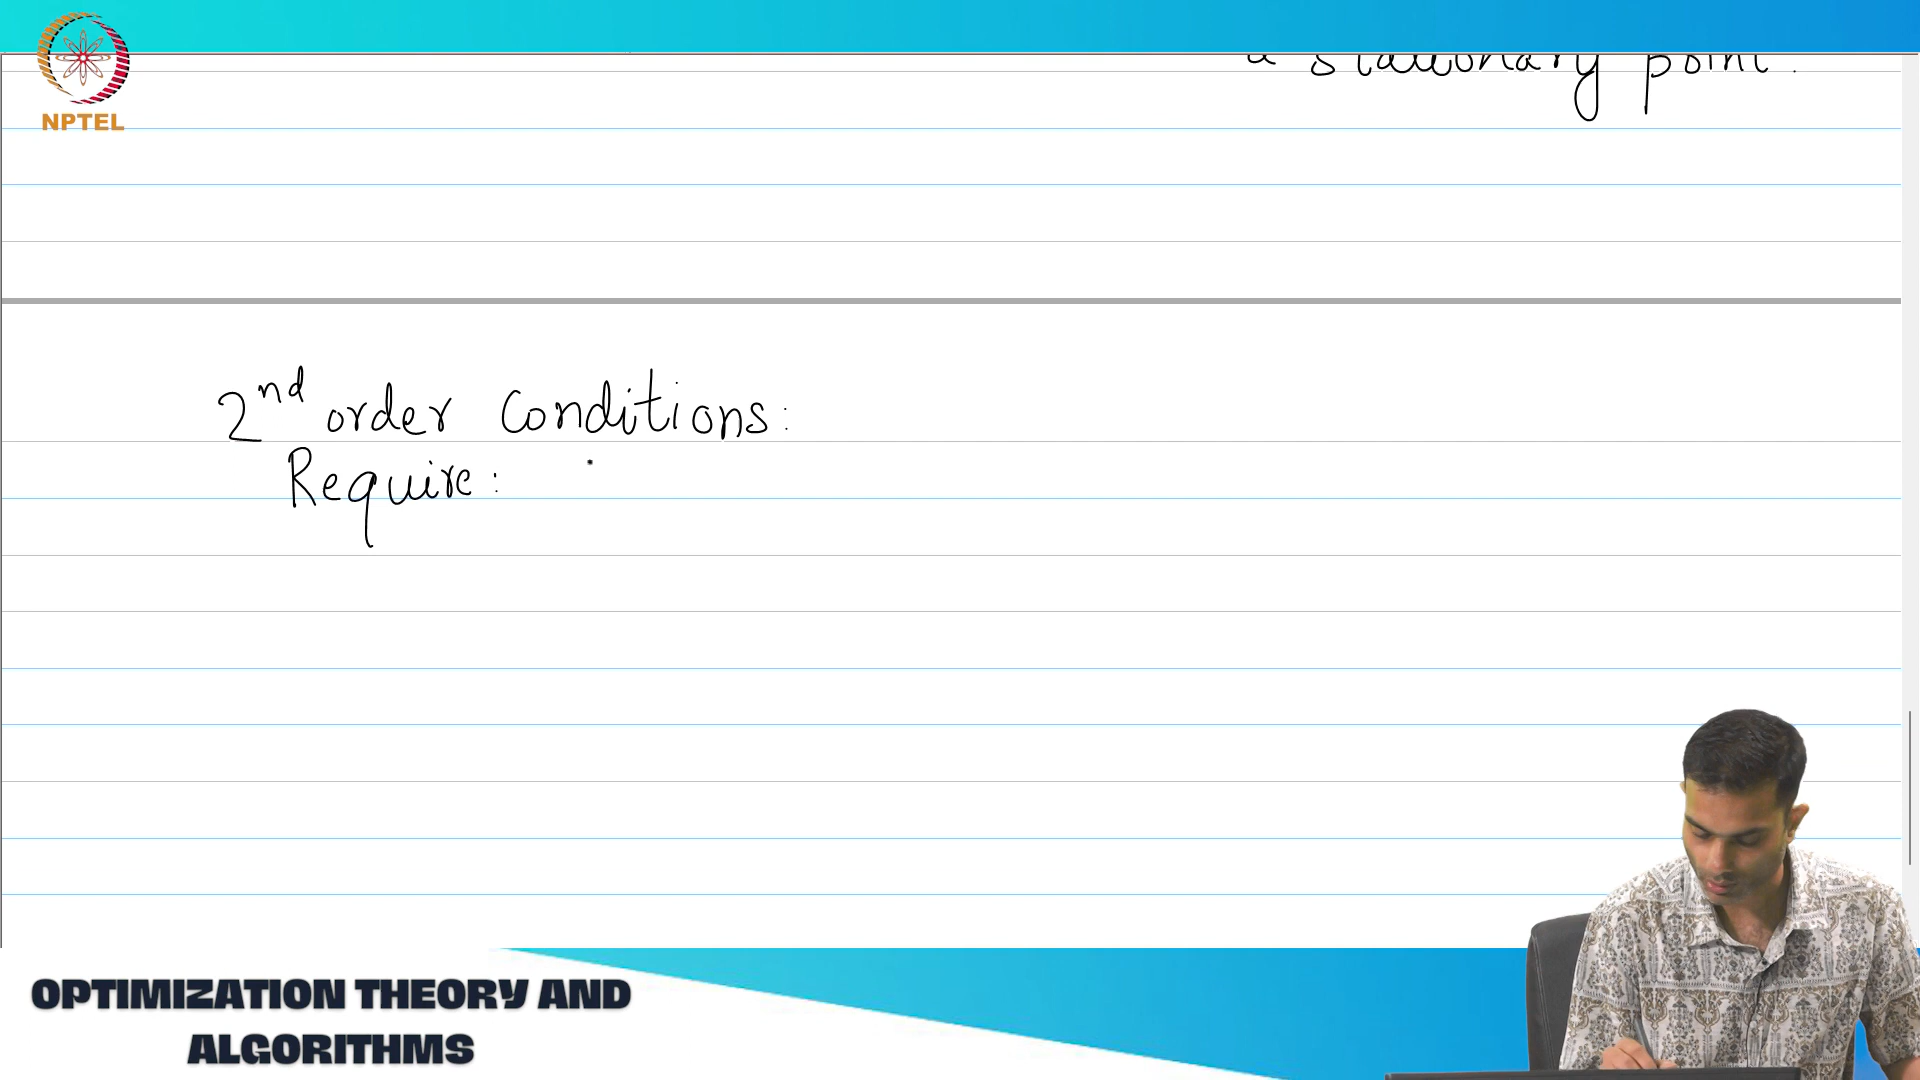 a stationary point.
NPTEL
2nd order conditions:
Require:
OPTIMIZATION THEORY AND
ALGORITHMS